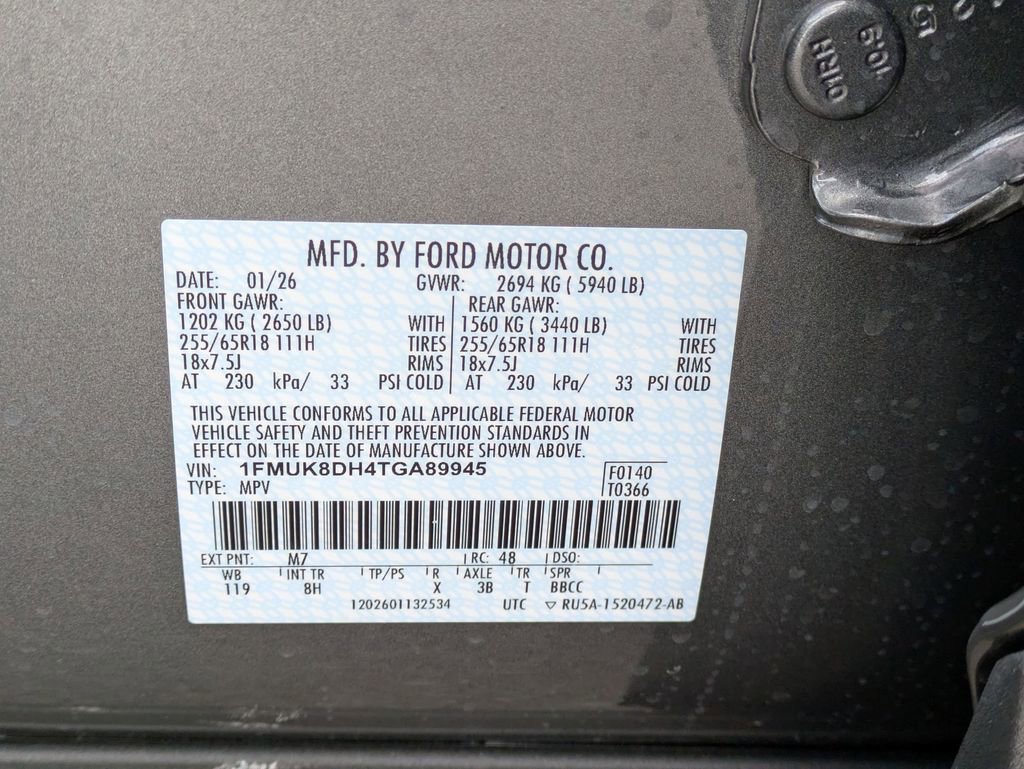 10.9
01RH
MFD. BY FORD MOTOR CO.
DATE: 01/26 GVWR: 2694 KG ( 5940 LB)
FRONT GAWR: REAR GAWR:
1202 KG ( 2650 LB) WITH 1560 KG ( 3440 LB) WITH
255/65R18 111H TIRES 255/65R18 111H TIRES
18x7.5J RIMS 18x7.5J RIMS
AT 230 kPa/ 33 PSI COLD AT 230 kPa/ 33 PSI COLD
THIS VEHICLE CONFORMS TO ALL APPLICABLE FEDERAL MOTOR
VEHICLE SAFETY AND THEFT PREVENTION STANDARDS IN
EFFECT ON THE DATE OF MANUFACTURE SHOWN ABOVE.
VIN: 1FMUK8DH4TGA89945 F0140
TYPE: MPV T0366
EXT PNT: M7 RC: 48 DSO:
WB INT TR TP/PS R AXLE TR SPR
119 8H X 3B T BBCC
1202601132534 UTC ▽ RU5A-1520472-AB